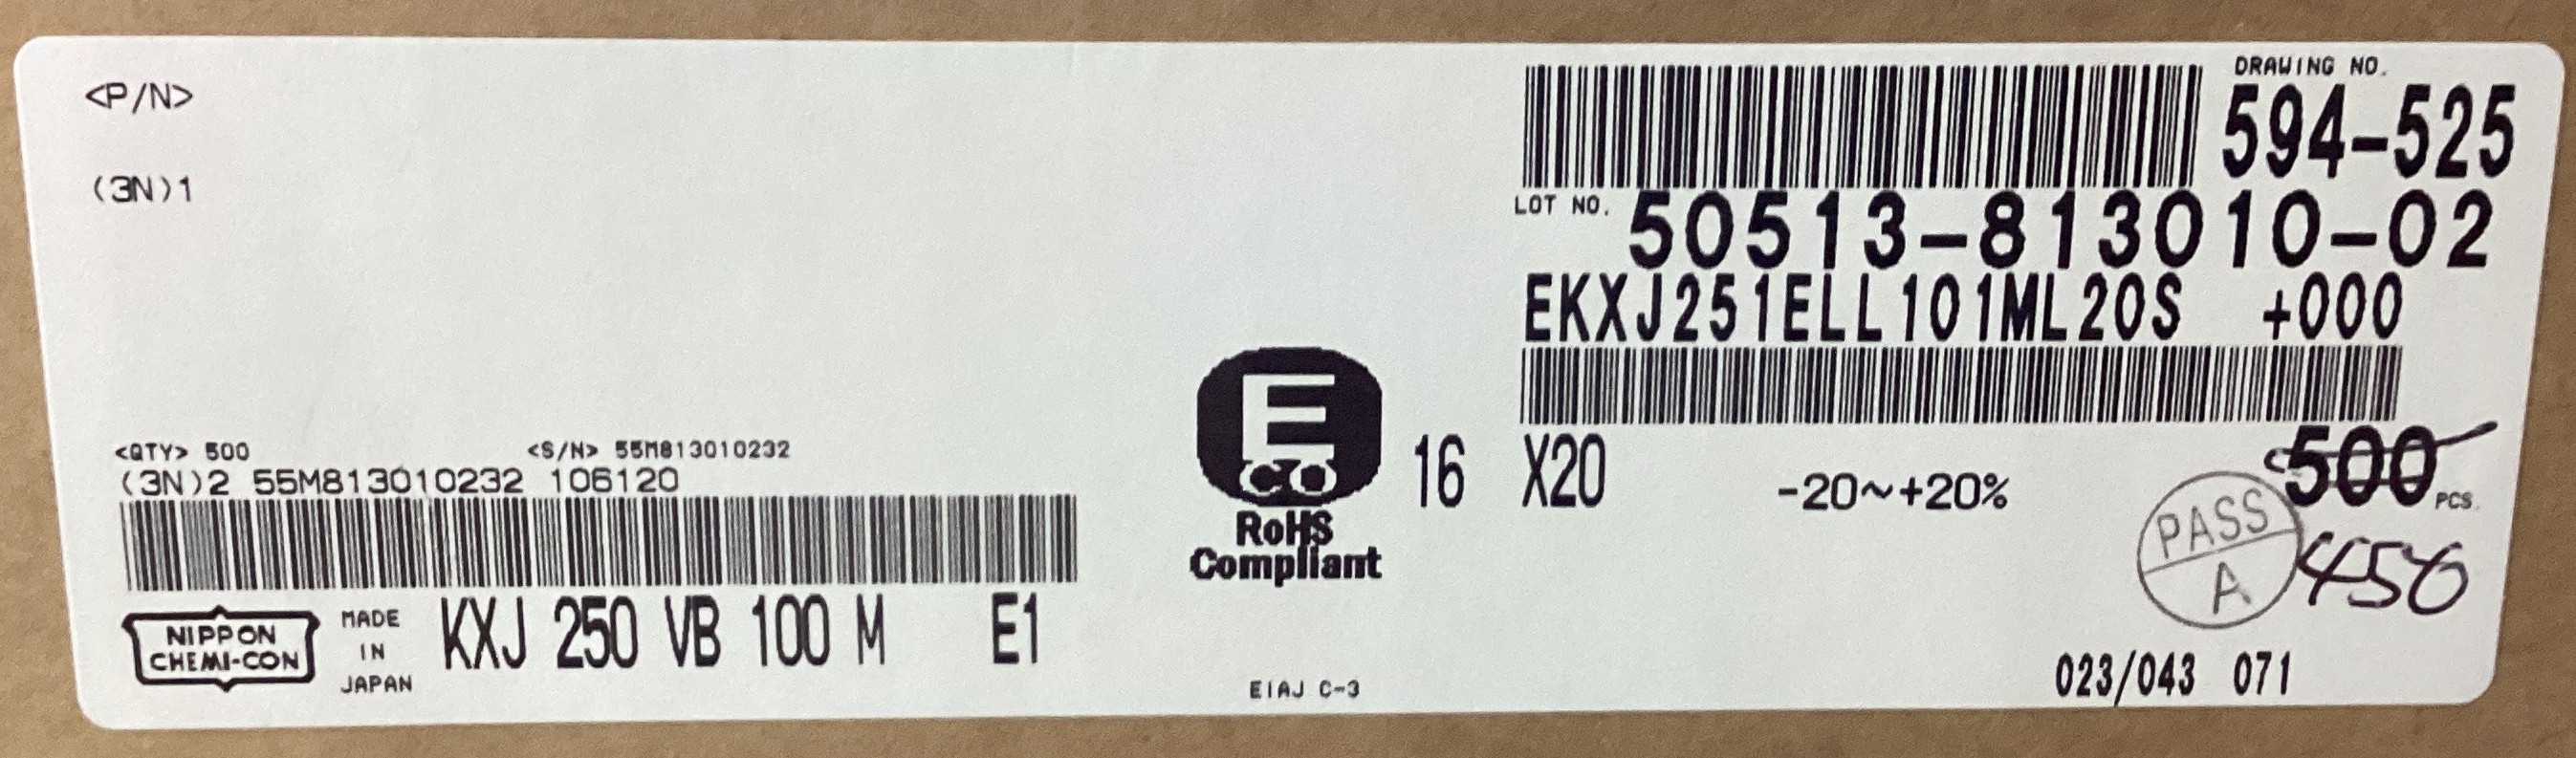 <P/N>
(3N)1
DRAWING NO.
594-525
LOT NO. 50513-813010-02
EKXJ251ELL101ML20S +000
<QTY> 500 <S/N> 55M813010232
(3N)2 55M813010232 106120
E
CO
RoHS
Compliant
16 X20 -20~+20% 500 PCS.
PASS
A
456
NIPPON
CHEMI-CON
MADE
IN
JAPAN
KXJ 250 VB 100 M E1
EIAJ C-3
023/043 071